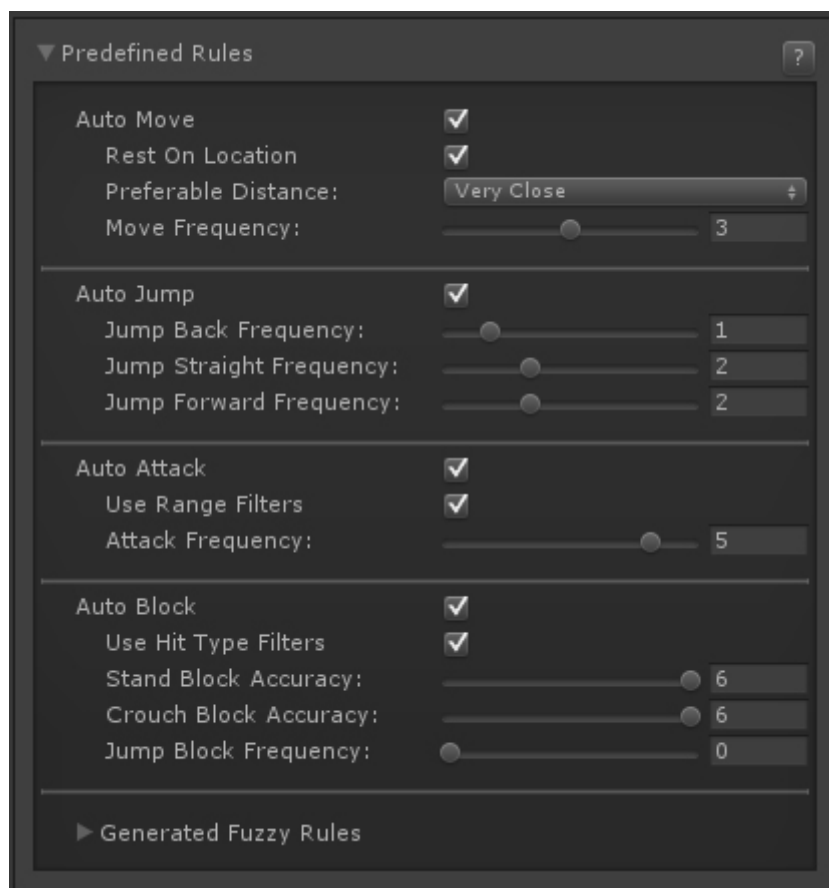 Predefined Rules ?
Auto Move
Rest On Location
Preferable Distance: Very Close
Move Frequency: 3
Auto Jump
Jump Back Frequency: 1
Jump Straight Frequency: 2
Jump Forward Frequency: 2
Auto Attack
Use Range Filters
Attack Frequency: 5
Auto Block
Use Hit Type Filters
Stand Block Accuracy: 6
Crouch Block Accuracy: 6
Jump Block Frequency: 0
Generated Fuzzy Rules